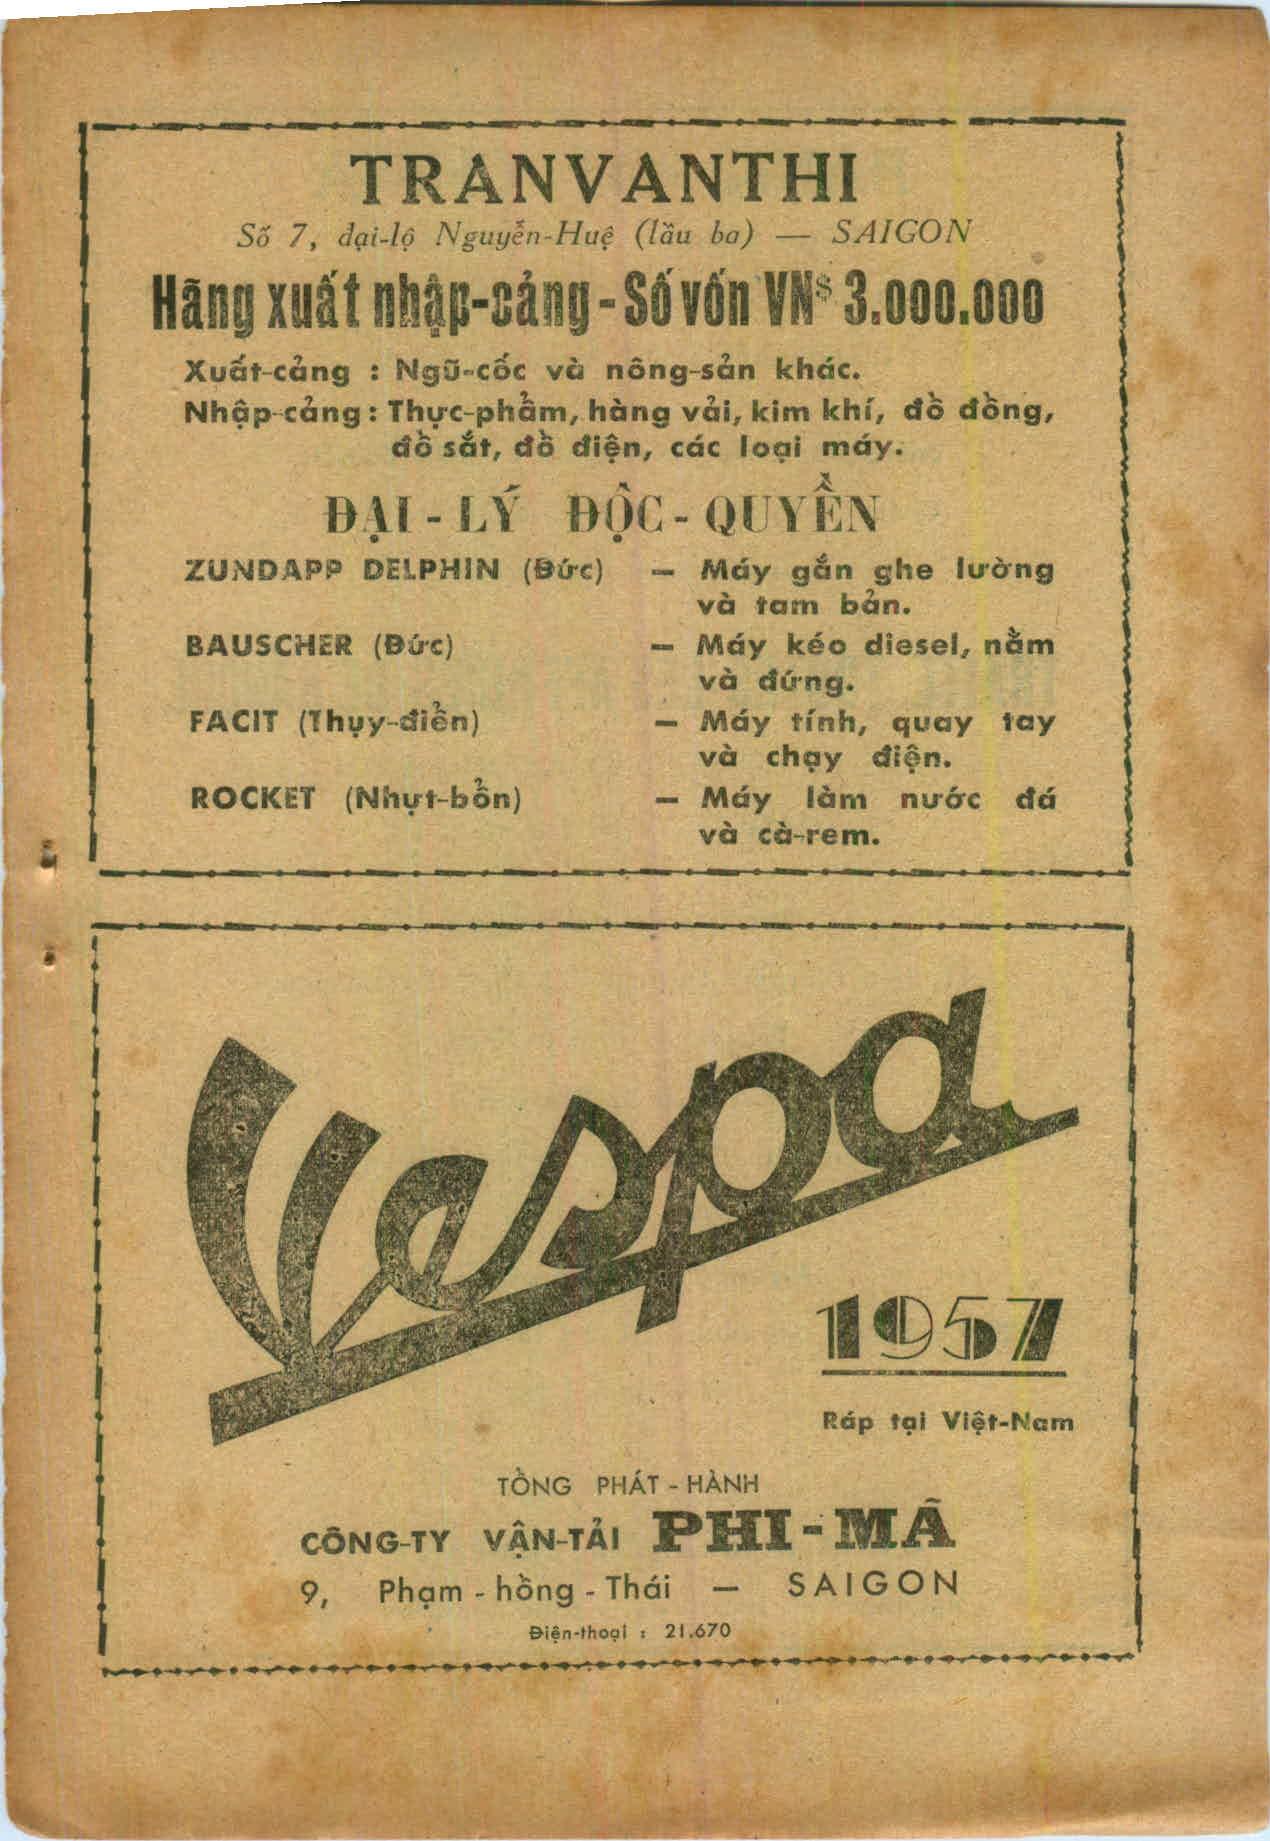 TRANVANTHI
Số 7, đại-lộ Nguyễn-Huệ (lầu ba) — SAIGON
Hãng xuất nhập-cảng - Số vốn VN$ 3.000.000
Xuất-cảng : Ngũ-cốc và nông-sản khác.
Nhập-cảng : Thực-phẩm, hàng vải, kim khí, đồ đồng,
đồ sắt, đồ điện, các loại máy.
ĐẠI - LÝ ĐỘC - QUYỀN
ZUNDAPP DELPHIN (Đức) — Máy gắn ghe lường
và tam bản.
BAUSCHER (Đức) — Máy kéo diesel, nằm
và đứng.
FACIT (Thụy-điển) — Máy tính, quay tay
và chạy điện.
ROCKET (Nhựt-bổn) — Máy làm nước đá
và cà-rem.
Vespa
1957
Ráp tại Việt-Nam
TỔNG PHÁT - HÀNH
CÔNG-TY VẬN-TẢI PHI - MÃ
9, Phạm - hồng - Thái — SAIGON
Điện-thoại : 21.670